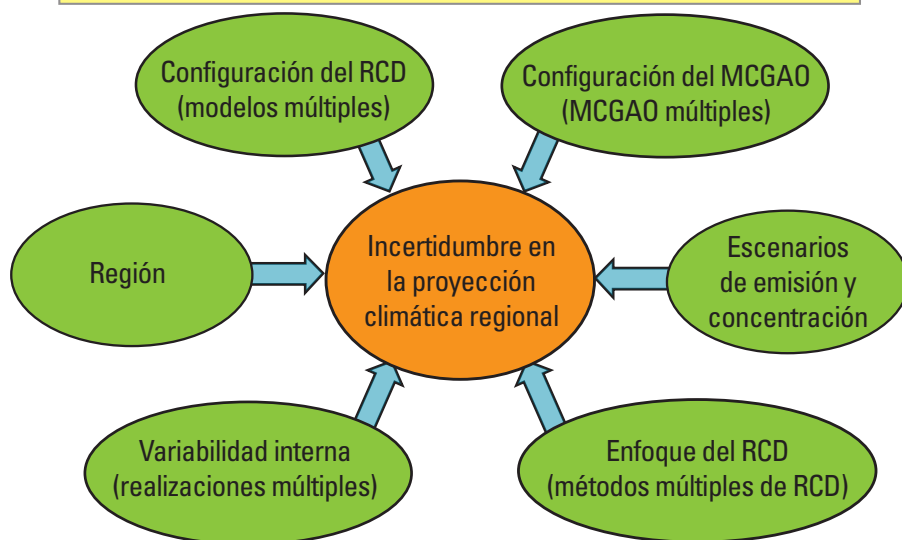 Configuración del RCD
(modelos múltiples)
Configuración del MCGAO
(MCGAO múltiples)
Región
Incertidumbre en
la proyección
climática regional
Escenarios
de emisión y
concentración
Variabilidad interna
(realizaciones múltiples)
Enfoque del RCD
(métodos múltiples de RCD)